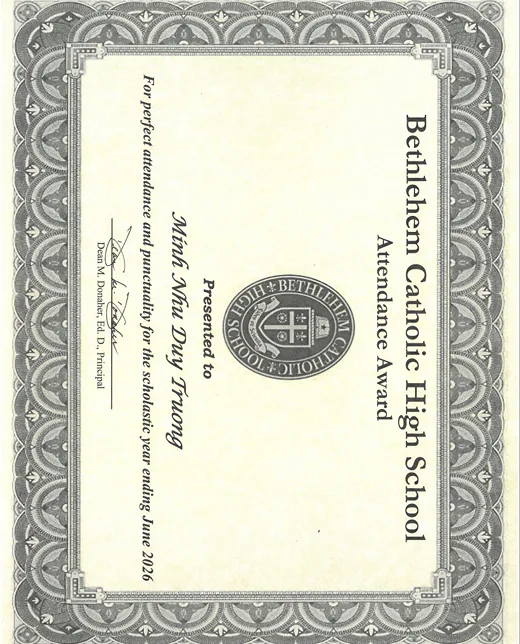 Bethlehem Catholic High School
Attendance Award
BETHLEHEM CATHOLIC HIGH SCHOOL
Presented to
Minh Nhu Duy Truong
For perfect attendance and punctuality for the scholastic year ending June 2026
Dean M. Donaher, Ed. D., Principal